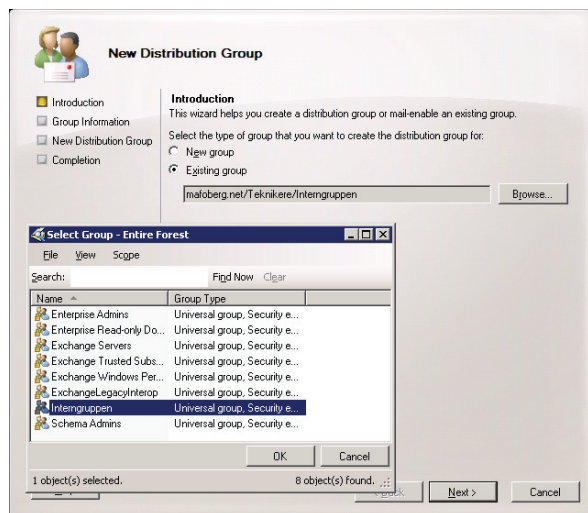 New Distribution Group
Introduction
Group Information
New Distribution Group
Completion
Introduction
This wizard helps you create a distribution group or mail-enable an existing group.
Select the type of group that you want to create the distribution group for:
New group
Existing group
mafoberg.net/Teknikere/Interngruppen
Browse...
Select Group - Entire Forest
File View Scope
Search: Find Now Clear
Name Group Type
Enterprise Admins Universal group, Security e...
Enterprise Read-only Do... Universal group, Security e...
Exchange Servers Universal group, Security e...
Exchange Trusted Subs... Universal group, Security e...
Exchange Windows Per... Universal group, Security e...
ExchangeLegacyInterop Universal group, Security e...
Interngruppen Universal group, Security e...
Schema Admins Universal group, Security e...
OK Cancel
1 object(s) selected. 8 object(s) found.
Next > Cancel